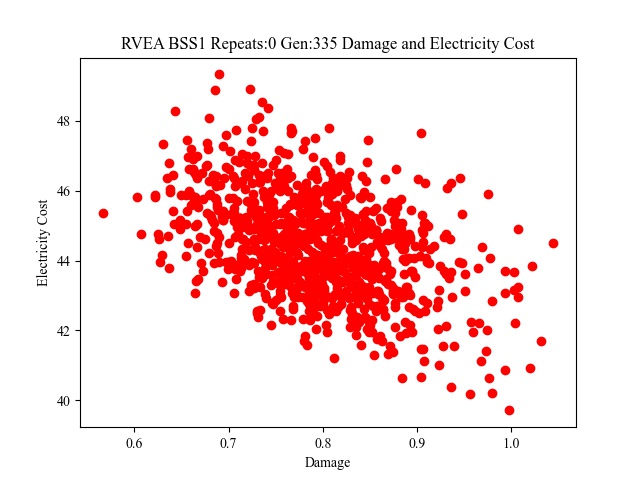 RVEA BSS1 Repeats:0 Gen:335 Damage and Electricity Cost
48
46
44
42
40
Electricity Cost
0.6 0.7 0.8 0.9 1.0
Damage